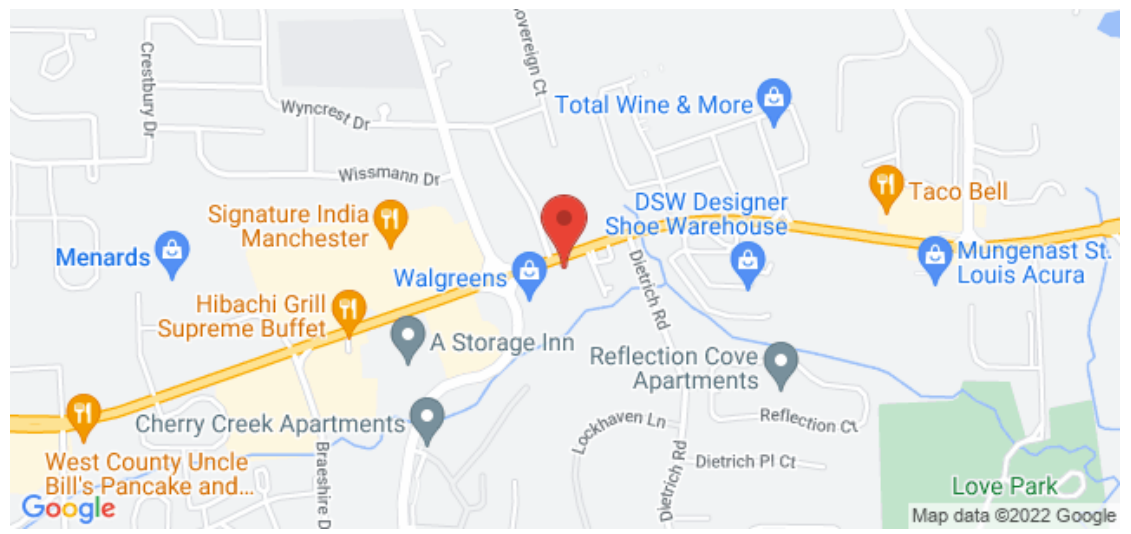 Crestbury Dr
Sovereign Ct
Wyncrest Dr
Total Wine & More
Wissmann Dr
Taco Bell
Signature India
Manchester
DSW Designer
Shoe Warehouse
Menards
Walgreens
Dietrich Rd
Mungenast St.
Louis Acura
Hibachi Grill
Supreme Buffet
A Storage Inn
Reflection Cove
Apartments
Cherry Creek Apartments
Lockhaven Ln
Reflection Ct
West County Uncle
Bill's Pancake and...
Braeshire D
Dietrich Rd
Dietrich Pl Ct
Love Park
Google
Map data ©2022 Google